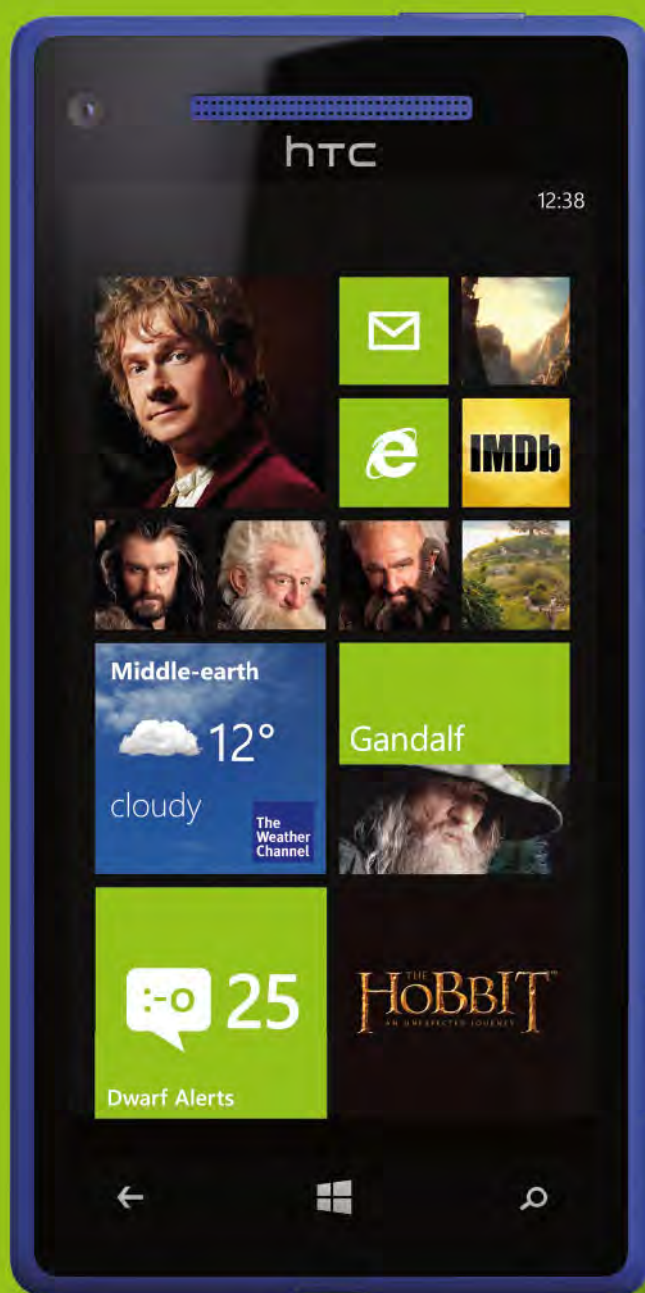 hTC
12:38
IMDb
Middle-earth
12°
cloudy
The
Weather
Channel
Gandalf
:-o 25
Dwarf Alerts
THE
HOBBIT™
AN UNEXPECTED JOURNEY